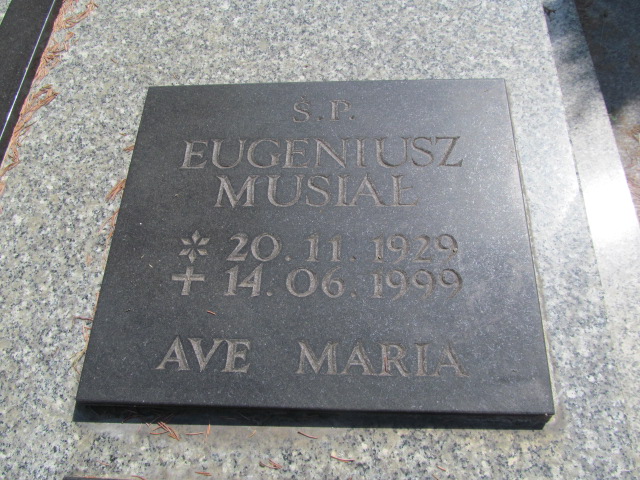 Ś.P.
EUGENIUSZ
MUSIAŁ
* 20.11.1929
+ 14.06.1999
AVE MARIA